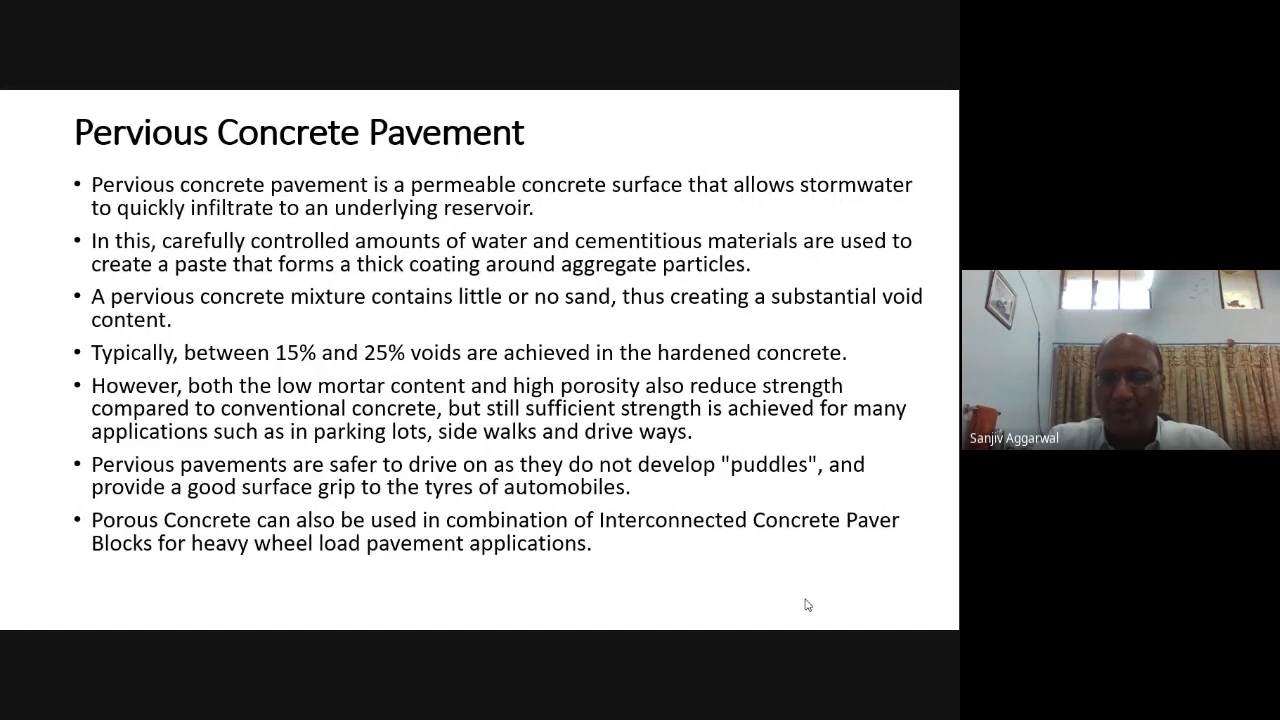 Pervious Concrete Pavement
• Pervious concrete pavement is a permeable concrete surface that allows stormwater
to quickly infiltrate to an underlying reservoir.
• In this, carefully controlled amounts of water and cementitious materials are used to
create a paste that forms a thick coating around aggregate particles.
• A pervious concrete mixture contains little or no sand, thus creating a substantial void
content.
• Typically, between 15% and 25% voids are achieved in the hardened concrete.
• However, both the low mortar content and high porosity also reduce strength
compared to conventional concrete, but still sufficient strength is achieved for many
applications such as in parking lots, side walks and drive ways.
• Pervious pavements are safer to drive on as they do not develop "puddles", and
provide a good surface grip to the tyres of automobiles.
• Porous Concrete can also be used in combination of Interconnected Concrete Paver
Blocks for heavy wheel load pavement applications.
Sanjiv Aggarwal